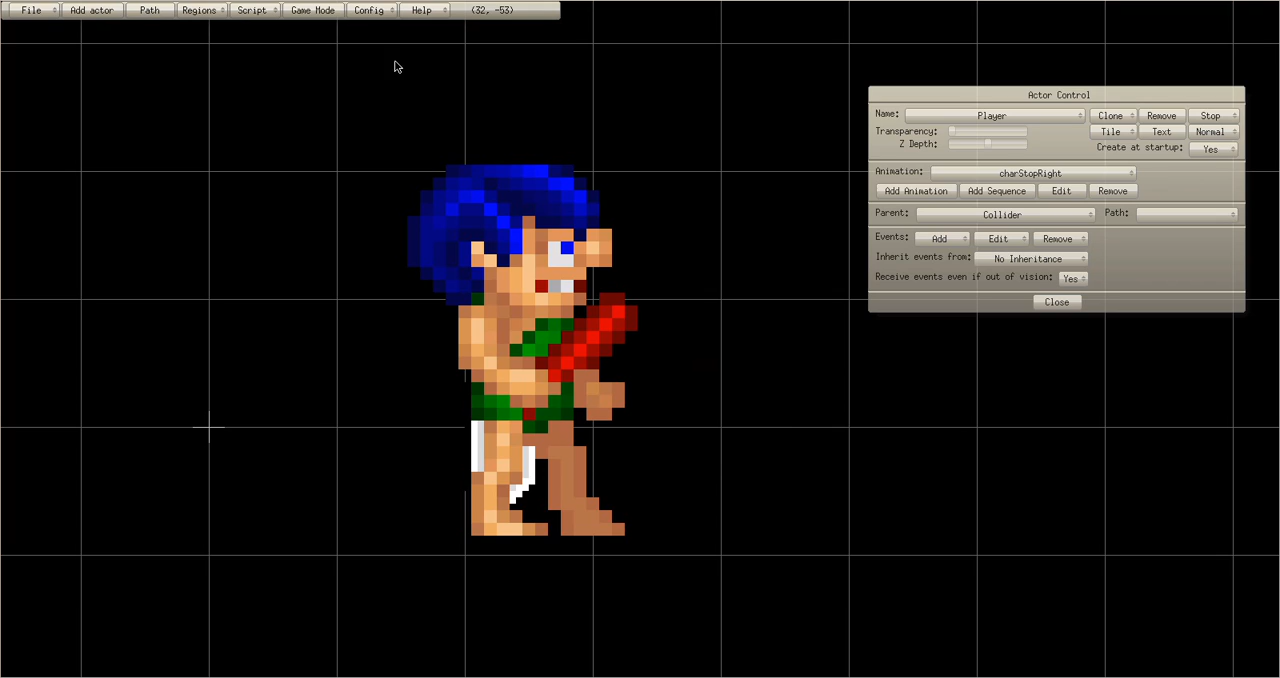 File Add actor Path Regions Script Game Mode Config Help (32, -53)
Actor Control
Name: Player Clone Remove Stop
Transparency: Tile Text Normal
Z Depth: Create at startup: Yes
Animation: charStopRight
Add Animation Add Sequence Edit Remove
Parent: Collider Path:
Events: Add Edit Remove
Inherit events from: No Inheritance
Receive events even if out of vision: Yes
Close